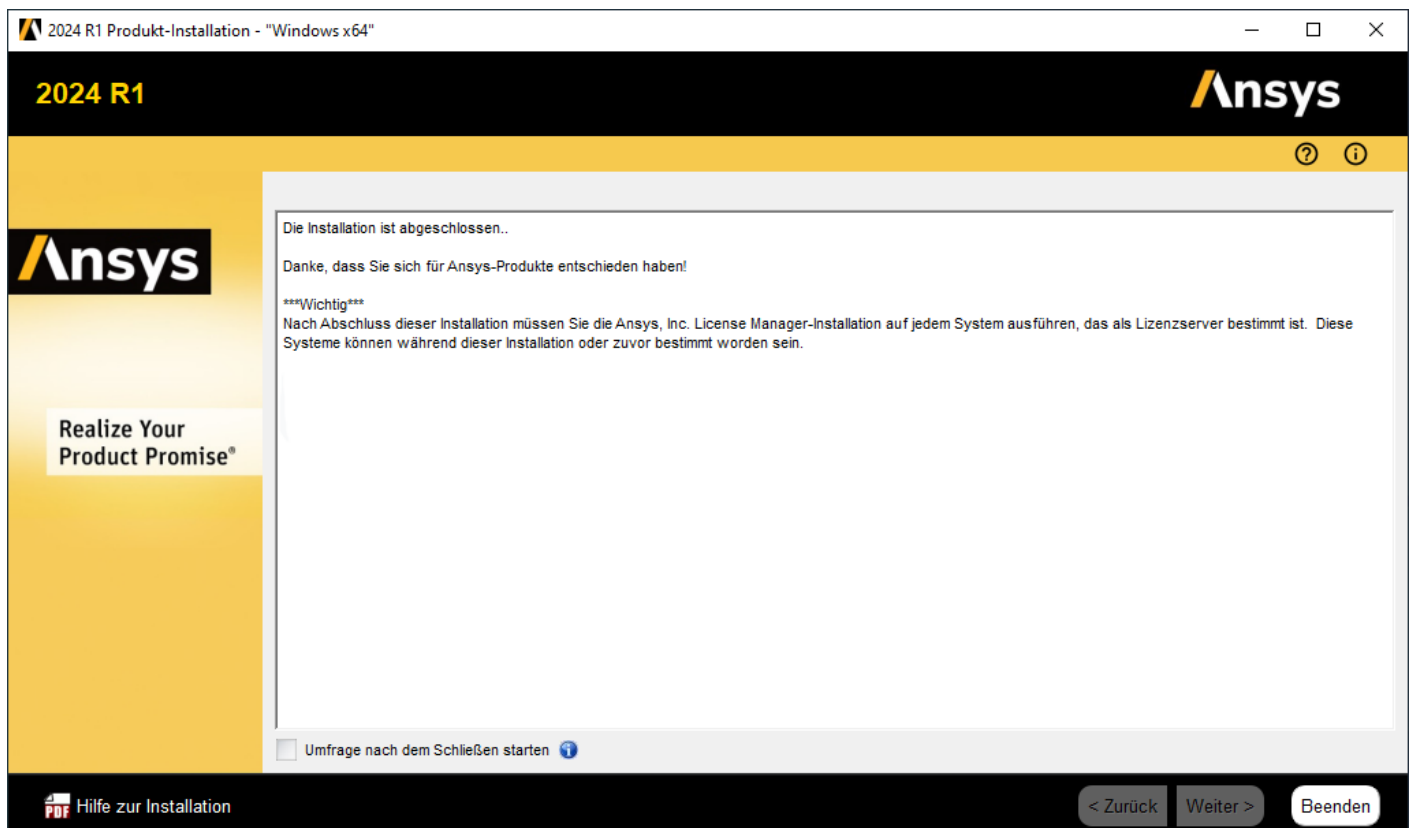 2024 R1 Produkt-Installation - "Windows x64"
2024 R1
Ansys
Ansys
Realize Your
Product Promise®
Die Installation ist abgeschlossen..
Danke, dass Sie sich für Ansys-Produkte entschieden haben!
***Wichtig***
Nach Abschluss dieser Installation müssen Sie die Ansys, Inc. License Manager-Installation auf jedem System ausführen, das als Lizenzserver bestimmt ist.  Diese
Systeme können während dieser Installation oder zuvor bestimmt worden sein.
Umfrage nach dem Schließen starten
PDF Hilfe zur Installation
< Zurück Weiter > Beenden